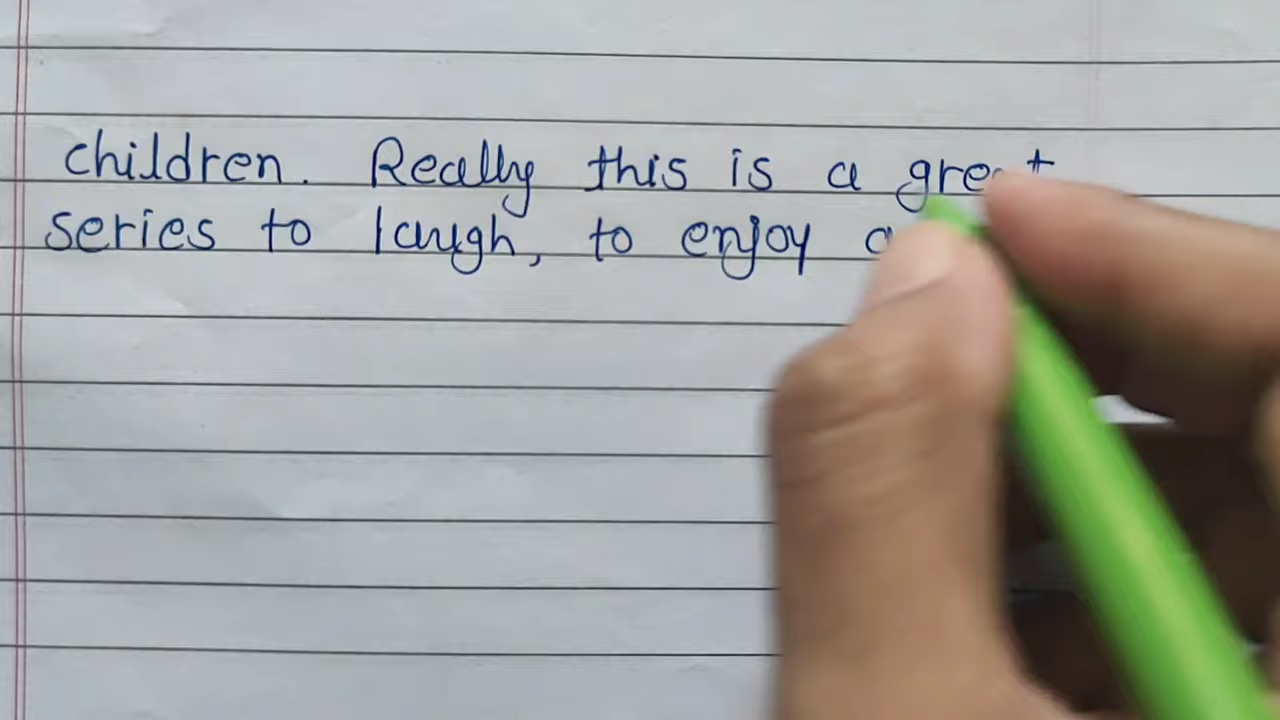 children. Really this is a great
series to laugh, to enjoy